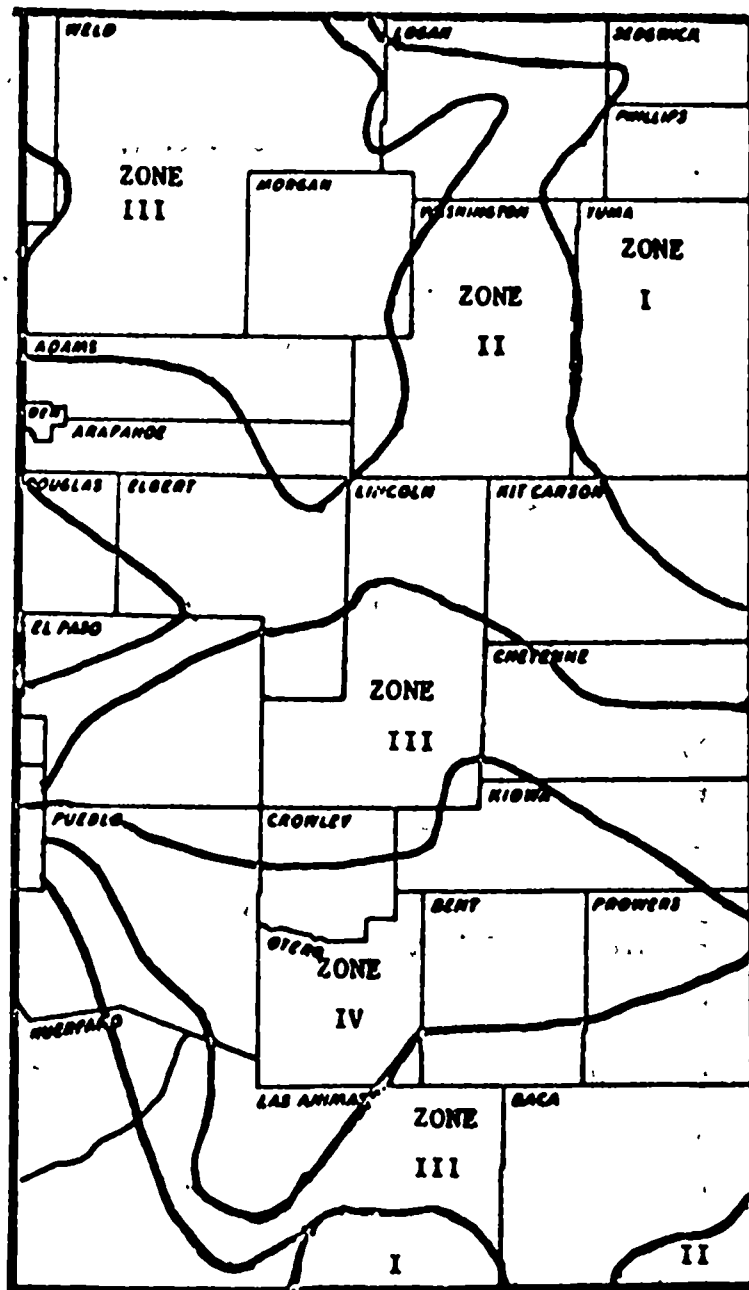 WELD
LOGAN
SEDGWICK
PHILLIPS
ZONE
III
MORGAN
WASHINGTON
YUMA
ZONE
I
ZONE
II
ADAMS
DEN
ARAPAHOE
DOUGLAS
ELBERT
LINCOLN
KIT CARSON
EL PASO
CHEYENNE
ZONE
III
KIOWA
PUEBLO
CROWLEY
BENT
PROWERS
OTERO
ZONE
IV
HUERFANO
LAS ANIMAS
BACA
ZONE
III
I
II